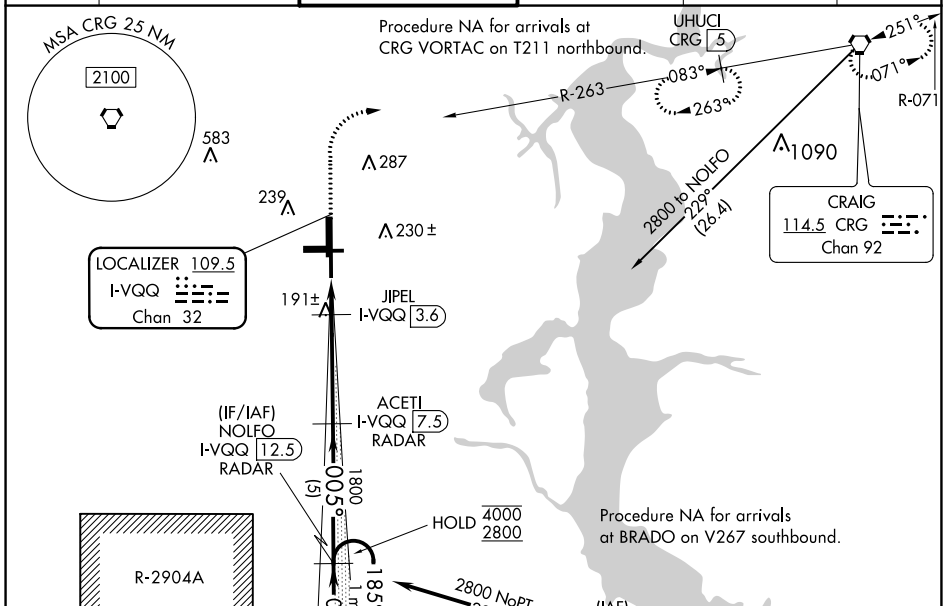 MSA CRG 25 NM
2100
Procedure NA for arrivals at
CRG VORTAC on T211 northbound.
UHUCI
CRG 5
251°
071°
R-071
083°
263°
R-263
583
287
239
230 ±
1090
2800 to NOLFO
229°
(26.4)
CRAIG
114.5 CRG
Chan 92
LOCALIZER 109.5
I-VQQ
Chan 32
191±
JIPEL
I-VQQ 3.6
ACETI
I-VQQ 7.5
RADAR
(IF/IAF)
NOLFO
I-VQQ 12.5
RADAR
1800
005°
(5)
HOLD 4000
2800
Procedure NA for arrivals
at BRADO on V267 southbound.
R-2904A
185°
2800 NoPT
(IAF)